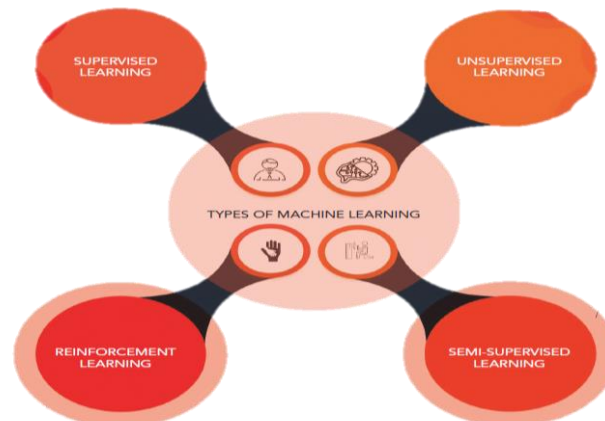 SUPERVISED
LEARNING
UNSUPERVISED
LEARNING
TYPES OF MACHINE LEARNING
REINFORCEMENT
LEARNING
SEMI-SUPERVISED
LEARNING